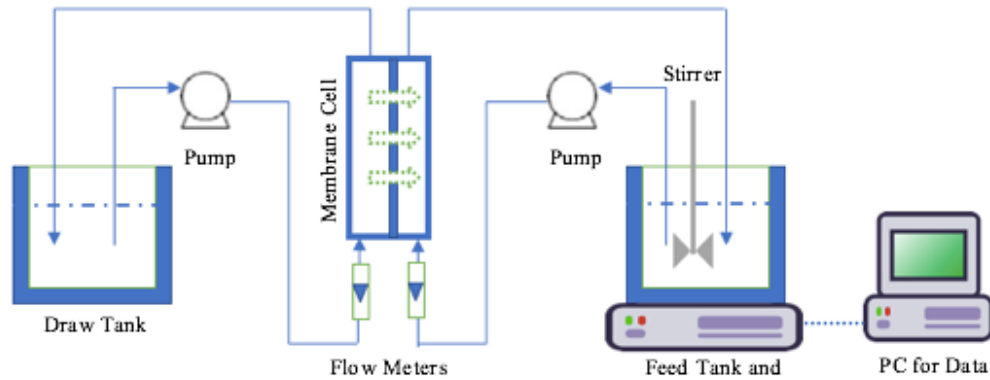 Stirrer
Membrane Cell
Pump
Pump
Draw Tank
Flow Meters
Feed Tank and
PC for Data